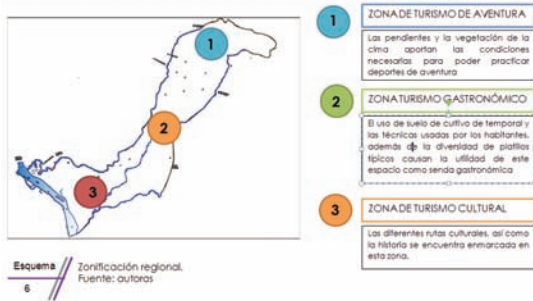 1
2
3
1
ZONA DE TURISMO DE AVENTURA
Las pendientes y la vegetación de la
cima aportan las condiciones
necesarias para poder practicar
deportes de aventura
2
ZONA TURISMO GASTRONÓMICO
El uso de suelo de cultivo de temporal y
las técnicas usadas por los habitantes,
además de la diversidad de platillos
típicos causan la utilidad de este
espacio como senda gastronómica
3
ZONA DE TURISMO CULTURAL
Las diferentes rutas culturales, así como
la historia se encuentra enmarcada en
esta zona.
Esquema
6
Zonificación regional.
Fuente: autoras